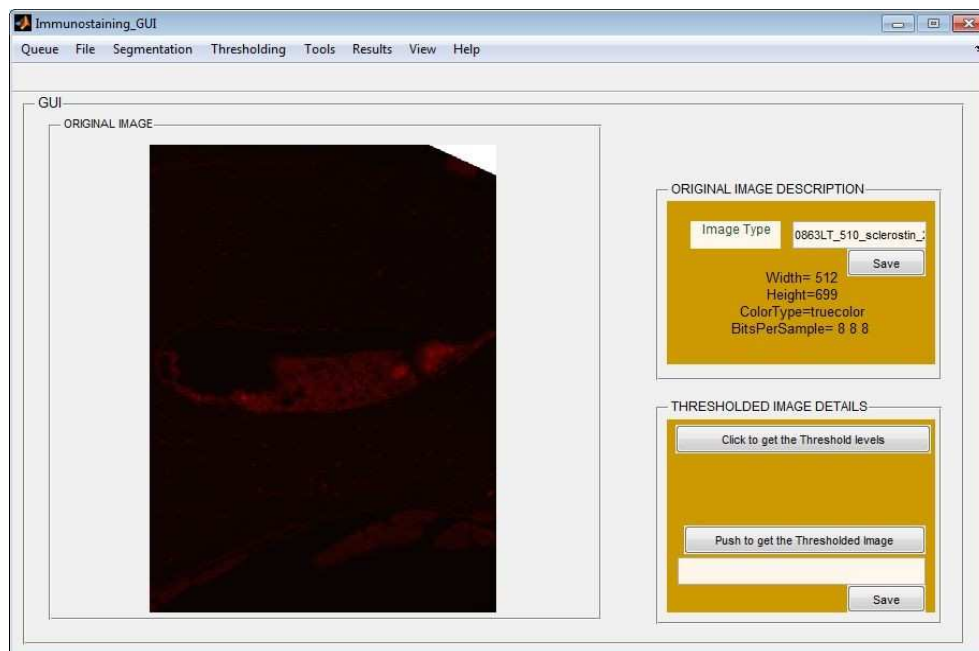 Immunostaining_GUI
Queue File Segmentation Thresholding Tools Results View Help
GUI
ORIGINAL IMAGE
ORIGINAL IMAGE DESCRIPTION
Image Type 0863LT_510_sclerostin_
Save
Width= 512
Height=699
ColorType=truecolor
BitsPerSample= 8 8 8
THRESHOLDED IMAGE DETAILS
Click to get the Threshold levels
Push to get the Thresholded Image
Save